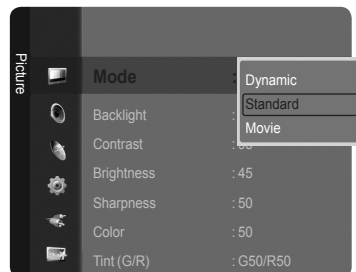 Picture
Mode :
Dynamic
Standard
Movie
Backlight :
Contrast :
Brightness : 45
Sharpness : 50
Color : 50
Tint (G/R) : G50/R50